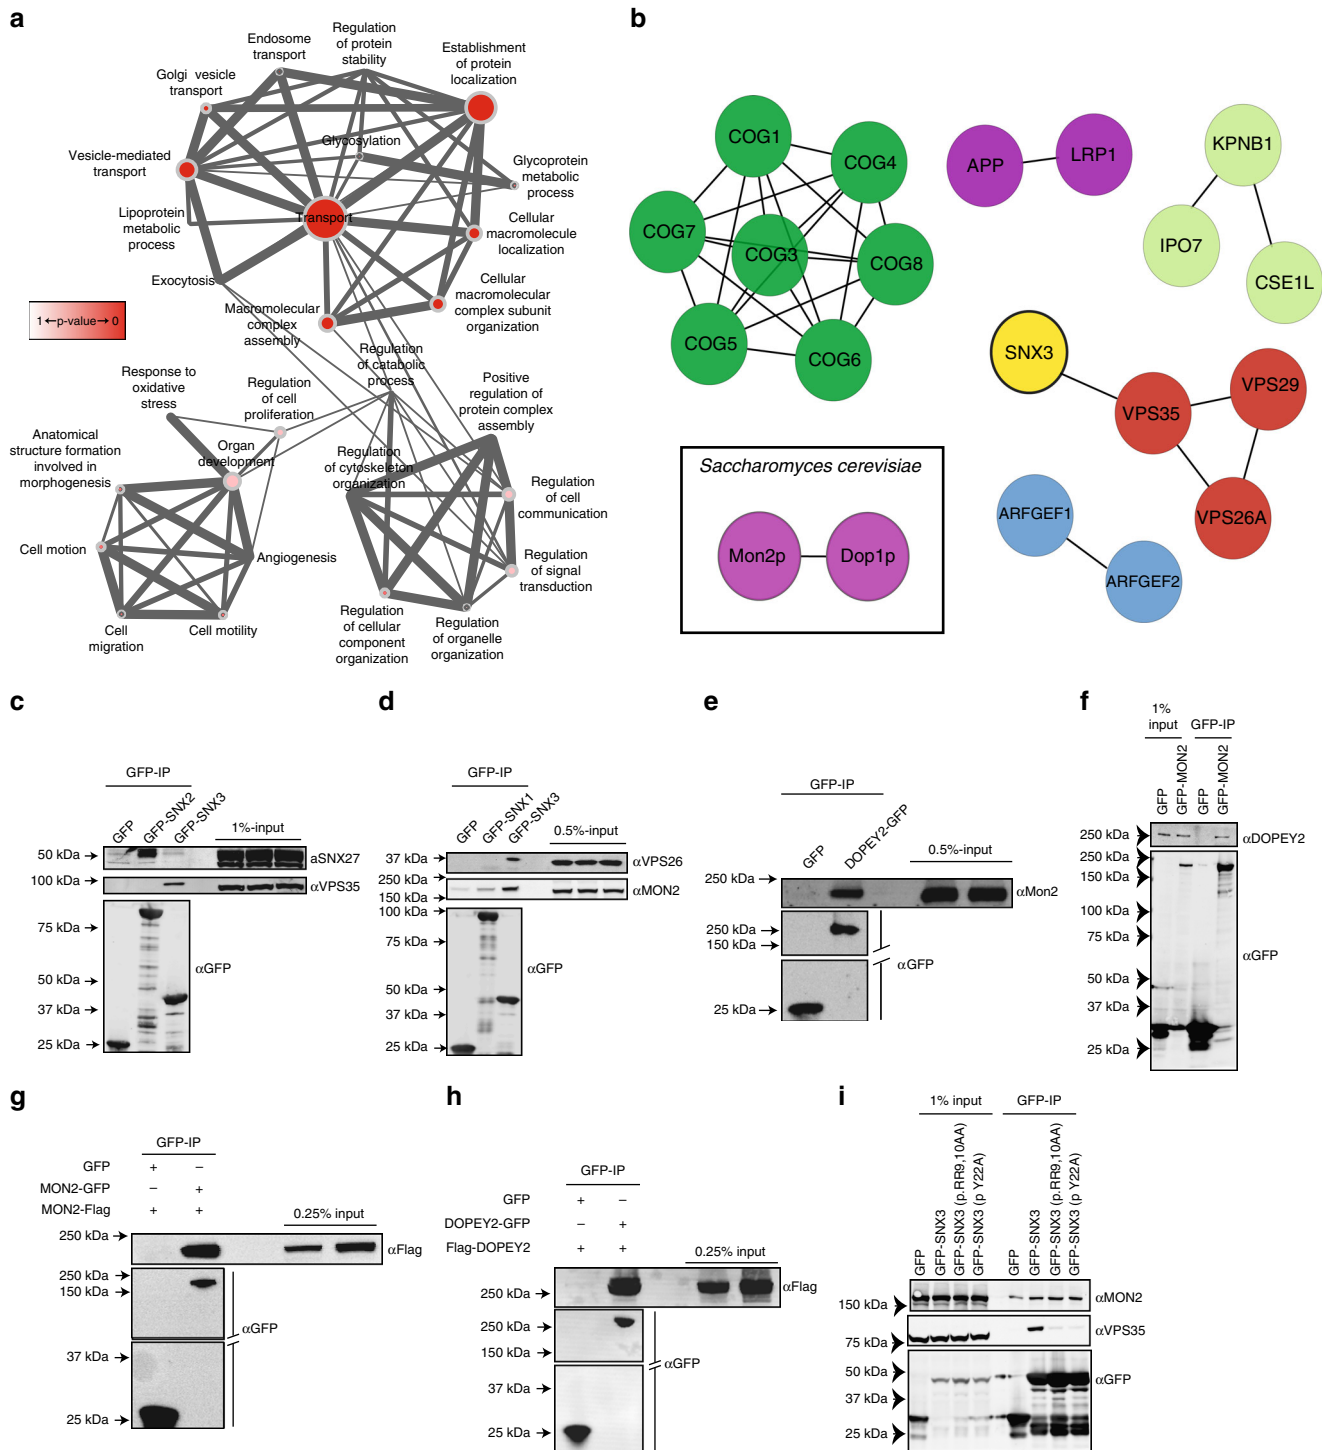 a
Regulation
of protein
stability
Endosome
transport
Establishment
of protein
localization
Golgi vesicle
transport
Glycosylation
Vesicle-mediated
transport
Glycoprotein
metabolic
process
Lipoprotein
metabolic
process
Transport
Cellular
macromolecule
localization
Exocytosis
Cellular
macromolecular
complex subunit
organization
Macromolecular
complex
assembly
1 ←p-value→ 0
Regulation
of catabolic
process
Response to
oxidative
stress
Regulation
of cell
proliferation
Positive
regulation of
protein complex
assembly
Anatomical
structure formation
involved in
morphogenesis
Organ
development
Regulation
of cytoskeleton
organization
Regulation
of cell
communication
Cell motion
Angiogenesis
Regulation
of signal
transduction
Cell
migration
Cell motility
Regulation
of cellular
component
organization
Regulation
of organelle
organization
b
COG1
COG4
COG7
COG3
COG8
COG5
COG6
APP
LRP1
KPNB1
IPO7
CSE1L
SNX3
VPS35
VPS29
VPS26A
ARFGEF1
ARFGEF2
Saccharomyces cerevisiae
Mon2p
Dop1p
c
GFP-IP
GFP
GFP-SNX2
GFP-SNX3
1%-input
50 kDa
aSNX27
100 kDa
αVPS35
75 kDa
50 kDa
37 kDa
25 kDa
αGFP
d
GFP-IP
GFP
GFP-SNX1
GFP-SNX3
0.5%-input
37 kDa
αVPS26
250 kDa
150 kDa
αMON2
100 kDa
75 kDa
50 kDa
37 kDa
25 kDa
αGFP
e
GFP-IP
GFP
DOPEY2-GFP
0.5%-input
250 kDa
αMon2
250 kDa
150 kDa
αGFP
25 kDa
f
1%
input
GFP-IP
GFP
GFP-MON2
GFP
GFP-MON2
250 kDa
αDOPEY2
250 kDa
150 kDa
100 kDa
75 kDa
50 kDa
37 kDa
25 kDa
αGFP
g
GFP-IP
GFP + –
MON2-GFP – +
MON2-Flag + +
0.25% input
250 kDa
αFlag
250 kDa
150 kDa
αGFP
37 kDa
25 kDa
h
GFP-IP
GFP + –
DOPEY2-GFP – +
Flag-DOPEY2 + +
0.25% input
250 kDa
αFlag
250 kDa
150 kDa
αGFP
37 kDa
25 kDa
i
1% input
GFP-IP
GFP
GFP-SNX3
GFP-SNX3 (p.RR9,10AA)
GFP-SNX3 (p Y22A)
GFP
GFP-SNX3
GFP-SNX3 (p.RR9,10AA)
GFP-SNX3 (p Y22A)
150 kDa
αMON2
75 kDa
αVPS35
50 kDa
37 kDa
25 kDa
αGFP